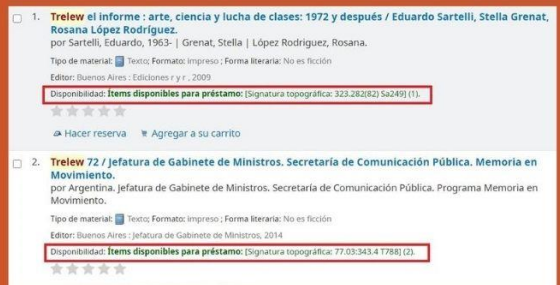 1. Trelew el informe : arte, ciencia y lucha de clases: 1972 y después / Eduardo Sartelli, Stella Grenat,
Rosana López Rodríguez.
por Sartelli, Eduardo, 1963- | Grenat, Stella | López Rodriguez, Rosana.
Tipo de material: Texto; Formato: impreso ; Forma literaria: No es ficción
Editor: Buenos Aires : Ediciones r y r , 2009
Disponibilidad: Ítems disponibles para préstamo: [Signatura topográfica: 323.282(82) Sa249] (1).
Hacer reserva Agregar a su carrito
2. Trelew 72 / Jefatura de Gabinete de Ministros. Secretaría de Comunicación Pública. Memoria en
Movimiento.
por Argentina. Jefatura de Gabinete de Ministros. Secretaría de Comunicación Pública. Programa Memoria en
Movimiento.
Tipo de material: Texto; Formato: impreso ; Forma literaria: No es ficción
Editor: Buenos Aires : Jefatura de Gabinete de Ministros, 2014
Disponibilidad: Ítems disponibles para préstamo: [Signatura topográfica: 77.03:343.4 T788] (2).